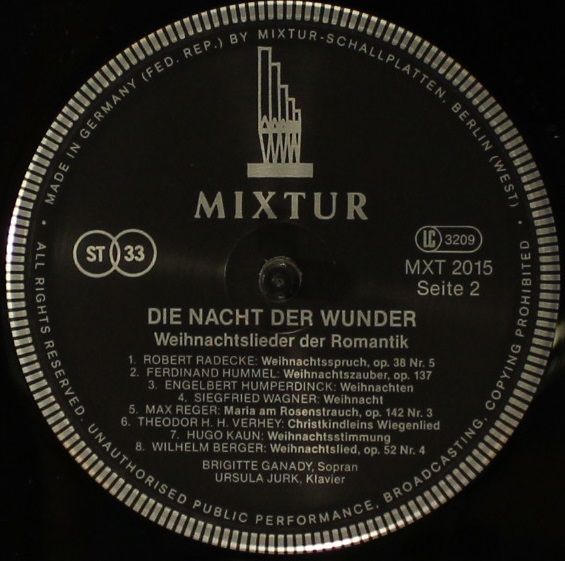 MADE IN GERMANY (FED. REP.) BY MIXTUR-SCHALLPLATTEN, BERLIN (WEST) •
MIXTUR
ST 33
LC 3209
MXT 2015
Seite 2
DIE NACHT DER WUNDER
Weihnachtslieder der Romantik
1. ROBERT RADECKE: Weihnachtsspruch, op. 38 Nr. 5
2. FERDINAND HUMMEL: Weihnachtszauber, op. 137
3. ENGELBERT HUMPERDINCK: Weihnachten
4. SIEGFRIED WAGNER: Weihnacht
5. MAX REGER: Maria am Rosenstrauch, op. 142 Nr. 3
6. THEODOR H. H. VERHEY: Christkindleins Wiegenlied
7. HUGO KAUN: Weihnachtsstimmung
8. WILHELM BERGER: Weihnachtslied, op. 52 Nr. 4
BRIGITTE GANADY, Sopran
URSULA JURK, Klavier
• ALL RIGHTS RESERVED. UNAUTHORISED PUBLIC PERFORMANCE, BROADCASTING, COPYING PROHIBITED